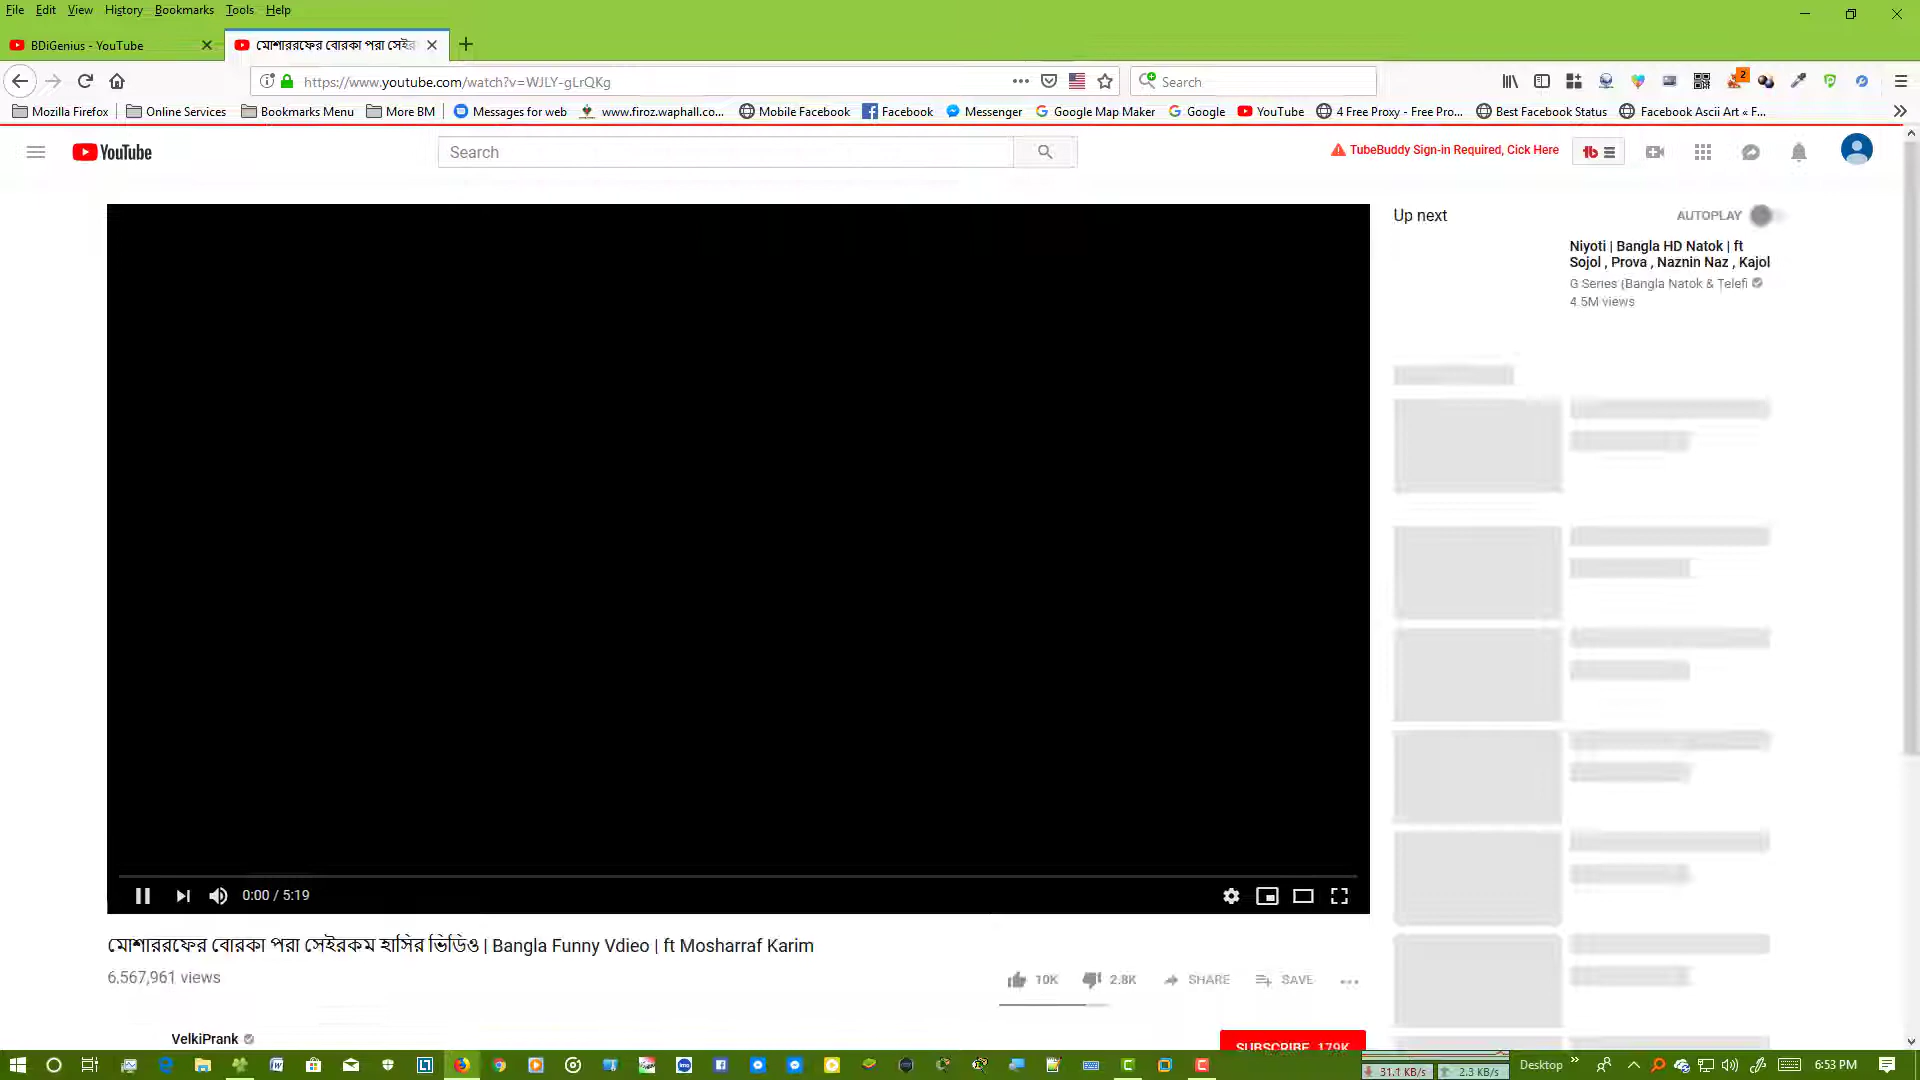 File Edit View History Bookmarks Tools Help
BDiGenius - YouTube
মোশাররফের বোরকা পরা সেইর
https://www.youtube.com/watch?v=WJLY-gLrQKg
Search
2
Mozilla Firefox Online Services Bookmarks Menu More BM Messages for web www.firoz.waphall.co... Mobile Facebook Facebook Messenger Google Map Maker Google YouTube 4 Free Proxy - Free Pro... Best Facebook Status Facebook Ascii Art « F...
YouTube
Search
TubeBuddy Sign-in Required, Cick Here
tb
Up next
AUTOPLAY
Niyoti | Bangla HD Natok | ft
Sojol , Prova , Naznin Naz , Kajol
G Series (Bangla Natok & Telefi
4.5M views
0:00 / 5:19
মোশাররফের বোরকা পরা সেইরকম হাসির ভিডিও | Bangla Funny Vdieo | ft Mosharraf Karim
6,567,961 views
10K 2.8K SHARE SAVE
VelkiPrank
SUBSCRIBE 179K
31.1 KB/s 2.3 KB/s
Desktop
6:53 PM